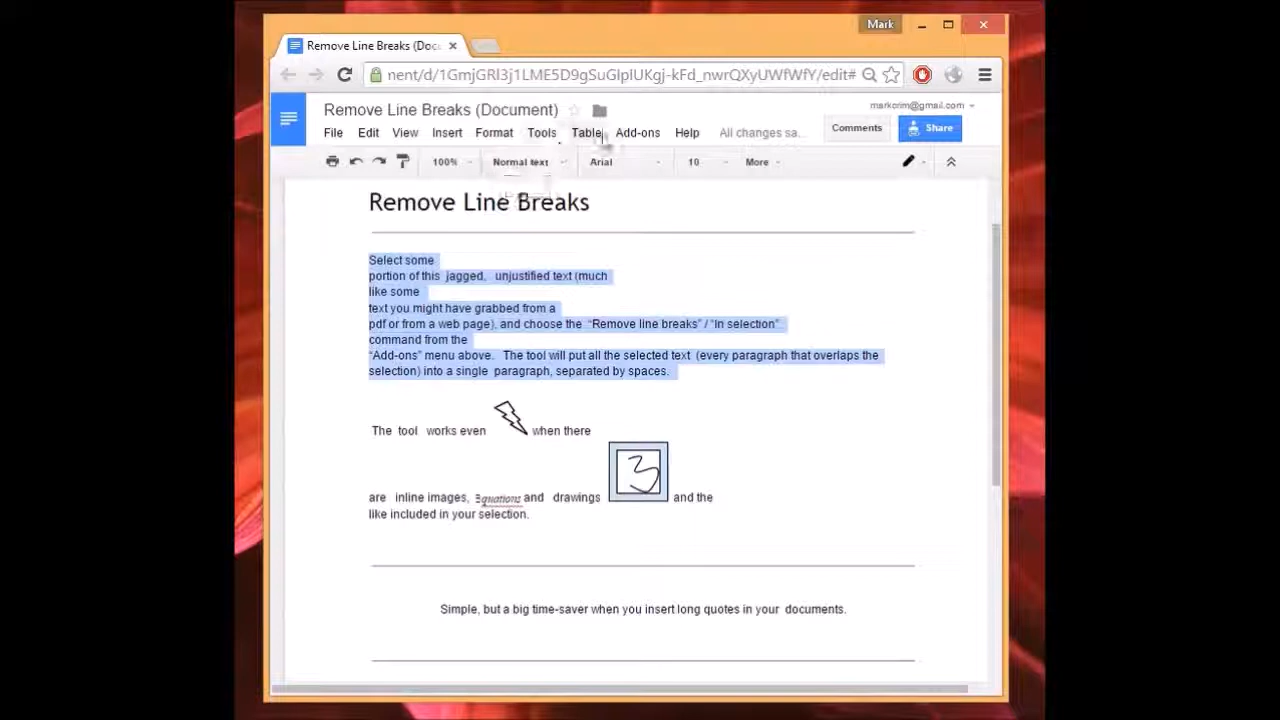 Mark
Remove Line Breaks (Doc
nent/d/1GmjGRl3j1LME5D9gSuGIpIUKgj-kFd_nwrQXyUWfWfY/edit#
Remove Line Breaks (Document)
markorim@gmail.com
File Edit View Insert Format Tools Table Add-ons Help All changes sa...
Comments
Share
100% Normal text Arial 10 More
Remove Line Breaks
Select some
portion of this jagged, unjustified text (much
like some
text you might have grabbed from a
pdf or from a web page), and choose the “Remove line breaks” / “In selection”
command from the
“Add-ons” menu above. The tool will put all the selected text (every paragraph that overlaps the
selection) into a single paragraph, separated by spaces.
The tool works even when there
3
are inline images, Equations and drawings and the
like included in your selection.
Simple, but a big time-saver when you insert long quotes in your documents.